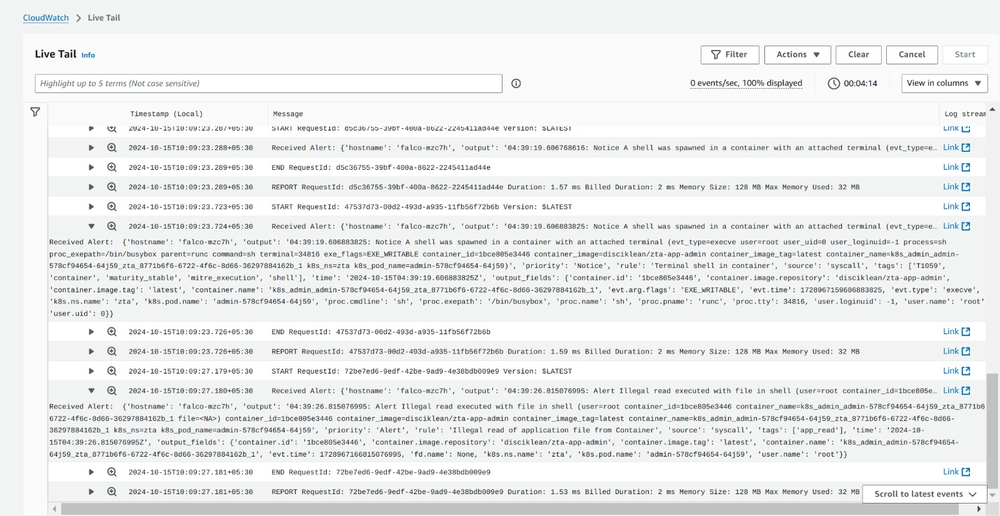 CloudWatch > Live Tail
Live Tail Info
Filter Actions Clear Cancel Start
Highlight up to 5 terms (Not case sensitive)
0 events/sec, 100% displayed 00:04:14 View in columns
Timestamp (Local) Message Log stream
2024-10-15T10:09:23.287+05:30 START RequestId: d5c36755-39bf-400a-8622-2245411ad44e Version: $LATEST Link
2024-10-15T10:09:23.288+05:30 Received Alert: {'hostname': 'falco-mzc7h', 'output': '04:39:19.606768616: Notice A shell was spawned in a container with an attached terminal (evt_type=e… Link
2024-10-15T10:09:23.289+05:30 END RequestId: d5c36755-39bf-400a-8622-2245411ad44e Link
2024-10-15T10:09:23.289+05:30 REPORT RequestId: d5c36755-39bf-400a-8622-2245411ad44e Duration: 1.57 ms Billed Duration: 2 ms Memory Size: 128 MB Max Memory Used: 32 MB Link
2024-10-15T10:09:23.723+05:30 START RequestId: 47537d73-00d2-493d-a935-11fb56f72b6b Version: $LATEST Link
2024-10-15T10:09:23.724+05:30 Received Alert: {'hostname': 'falco-mzc7h', 'output': '04:39:19.606883825: Notice A shell was spawned in a container with an attached terminal (evt_type=e… Link
Received Alert:  {'hostname': 'falco-mzc7h', 'output': '04:39:19.606883825: Notice A shell was spawned in a container with an attached terminal (evt_type=execve user=root user_uid=0 user_loginuid=-1 process=sh
proc_exepath=/bin/busybox parent=runc command=sh terminal=34816 exe_flags=EXE_WRITABLE container_id=1bce805e3446 container_image=disciklean/zta-app-admin container_image_tag=latest container_name=k8s_admin_admin-
578cf94654-64j59_zta_8771b6f6-6722-4f6c-8d66-36297884162b_1 k8s_ns=zta k8s_pod_name=admin-578cf94654-64j59)', 'priority': 'Notice', 'rule': 'Terminal shell in container', 'source': 'syscall', 'tags': ['T1059',
'container', 'maturity_stable', 'mitre_execution', 'shell'], 'time': '2024-10-15T04:39:19.606883825Z', 'output_fields': {'container.id': '1bce805e3446', 'container.image.repository': 'disciklean/zta-app-admin',
'container.image.tag': 'latest', 'container.name': 'k8s_admin_admin-578cf94654-64j59_zta_8771b6f6-6722-4f6c-8d66-36297884162b_1', 'evt.arg.flags': 'EXE_WRITABLE', 'evt.time': 1728967159606883825, 'evt.type': 'execve',
'k8s.ns.name': 'zta', 'k8s.pod.name': 'admin-578cf94654-64j59', 'proc.cmdline': 'sh', 'proc.exepath': '/bin/busybox', 'proc.name': 'sh', 'proc.pname': 'runc', 'proc.tty': 34816, 'user.loginuid': -1, 'user.name': 'root'
'user.uid': 0}}
2024-10-15T10:09:23.726+05:30 END RequestId: 47537d73-00d2-493d-a935-11fb56f72b6b Link
2024-10-15T10:09:23.726+05:30 REPORT RequestId: 47537d73-00d2-493d-a935-11fb56f72b6b Duration: 1.59 ms Billed Duration: 2 ms Memory Size: 128 MB Max Memory Used: 32 MB Link
2024-10-15T10:09:27.179+05:30 START RequestId: 72be7ed6-9edf-42be-9ad9-4e38bdb009e9 Version: $LATEST Link
2024-10-15T10:09:27.180+05:30 Received Alert: {'hostname': 'falco-mzc7h', 'output': '04:39:26.815076995: Alert Illegal read executed with file in shell (user=root container_id=1bce805e… Link
Received Alert:  {'hostname': 'falco-mzc7h', 'output': '04:39:26.815076995: Alert Illegal read executed with file in shell (user=root container_id=1bce805e3446 container_name=k8s_admin_admin-578cf94654-64j59_zta_8771b6
6722-4f6c-8d66-36297884162b_1 file=<NA>) container_id=1bce805e3446 container_image=disciklean/zta-app-admin container_image_tag=latest container_name=k8s_admin_admin-578cf94654-64j59_zta_8771b6f6-6722-4f6c-8d66-
36297884162b_1 k8s_ns=zta k8s_pod_name=admin-578cf94654-64j59', 'priority': 'Alert', 'rule': 'Illegal read of application file from Container', 'source': 'syscall', 'tags': ['app_read'], 'time': '2024-10-
15T04:39:26.815076995Z', 'output_fields': {'container.id': '1bce805e3446', 'container.image.repository': 'disciklean/zta-app-admin', 'container.image.tag': 'latest', 'container.name': 'k8s_admin_admin-578cf94654-
64j59_zta_8771b6f6-6722-4f6c-8d66-36297884162b_1', 'evt.time': 1728967166815076995, 'fd.name': None, 'k8s.ns.name': 'zta', 'k8s.pod.name': 'admin-578cf94654-64j59', 'user.name': 'root'}}
2024-10-15T10:09:27.181+05:30 END RequestId: 72be7ed6-9edf-42be-9ad9-4e38bdb009e9 Link
2024-10-15T10:09:27.181+05:30 REPORT RequestId: 72be7ed6-9edf-42be-9ad9-4e38bdb009e9 Duration: 1.53 ms Billed Duration: 2 ms Memory Size: 128 MB Max Memory Used: 32 MB
Scroll to latest events